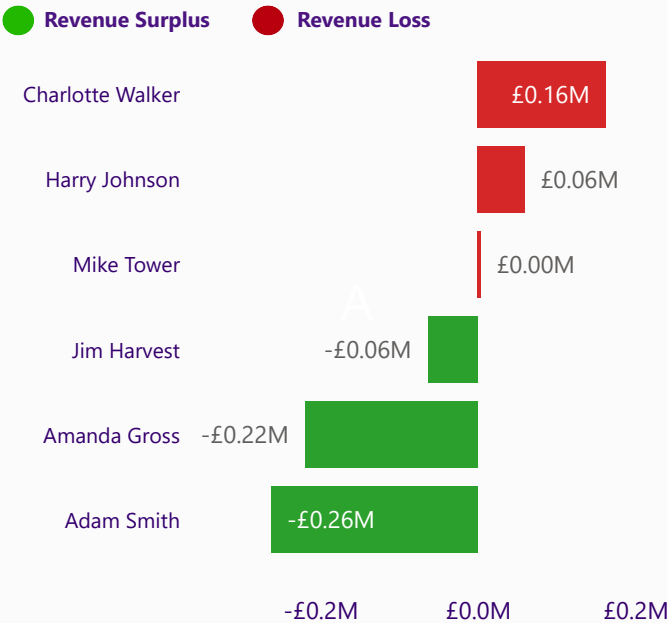 Revenue Surplus Revenue Loss
Charlotte Walker £0.16M
Harry Johnson £0.06M
Mike Tower £0.00M
A
Jim Harvest -£0.06M
Amanda Gross -£0.22M
Adam Smith -£0.26M
-£0.2M £0.0M £0.2M